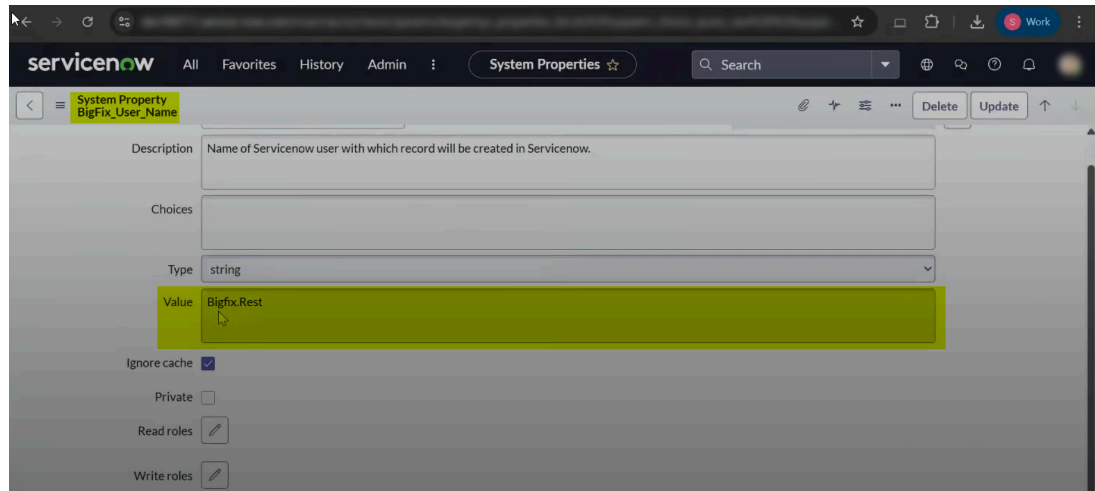 S Work
servicenow All Favorites History Admin System Properties Search
System Property
BigFix_User_Name
Delete Update
Description Name of Servicenow user with which record will be created in Servicenow.
Choices
Type string
Value Bigfix.Rest
Ignore cache
Private
Read roles
Write roles